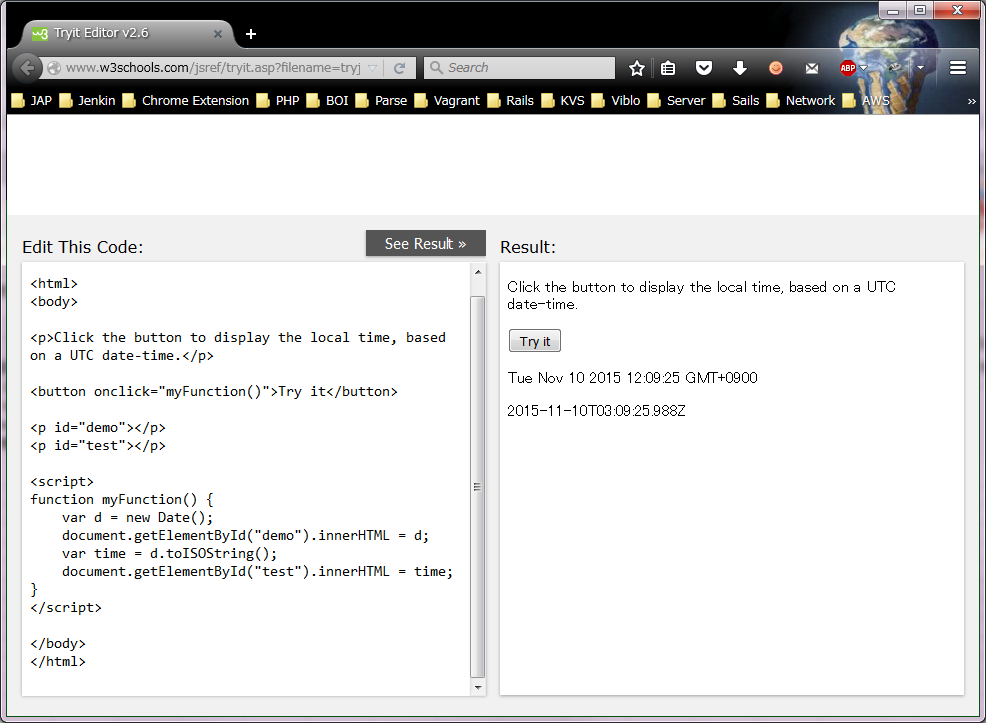 Tryit Editor v2.6
www.w3schools.com/jsref/tryit.asp?filename=tryj
Search
ABP
JAP Jenkin Chrome Extension PHP BOI Parse Vagrant Rails KVS Viblo Server Sails Network AWS »
Edit This Code:
See Result »
<html>
<body>
<p>Click the button to display the local time, based
on a UTC date-time.</p>
<button onclick="myFunction()">Try it</button>
<p id="demo"></p>
<p id="test"></p>
<script>
function myFunction() {
    var d = new Date();
    document.getElementById("demo").innerHTML = d;
    var time = d.toISOString();
    document.getElementById("test").innerHTML = time;
}
</script>
</body>
</html>
Result:
Click the button to display the local time, based on a UTC
date-time.
Try it
Tue Nov 10 2015 12:09:25 GMT+0900
2015-11-10T03:09:25.988Z